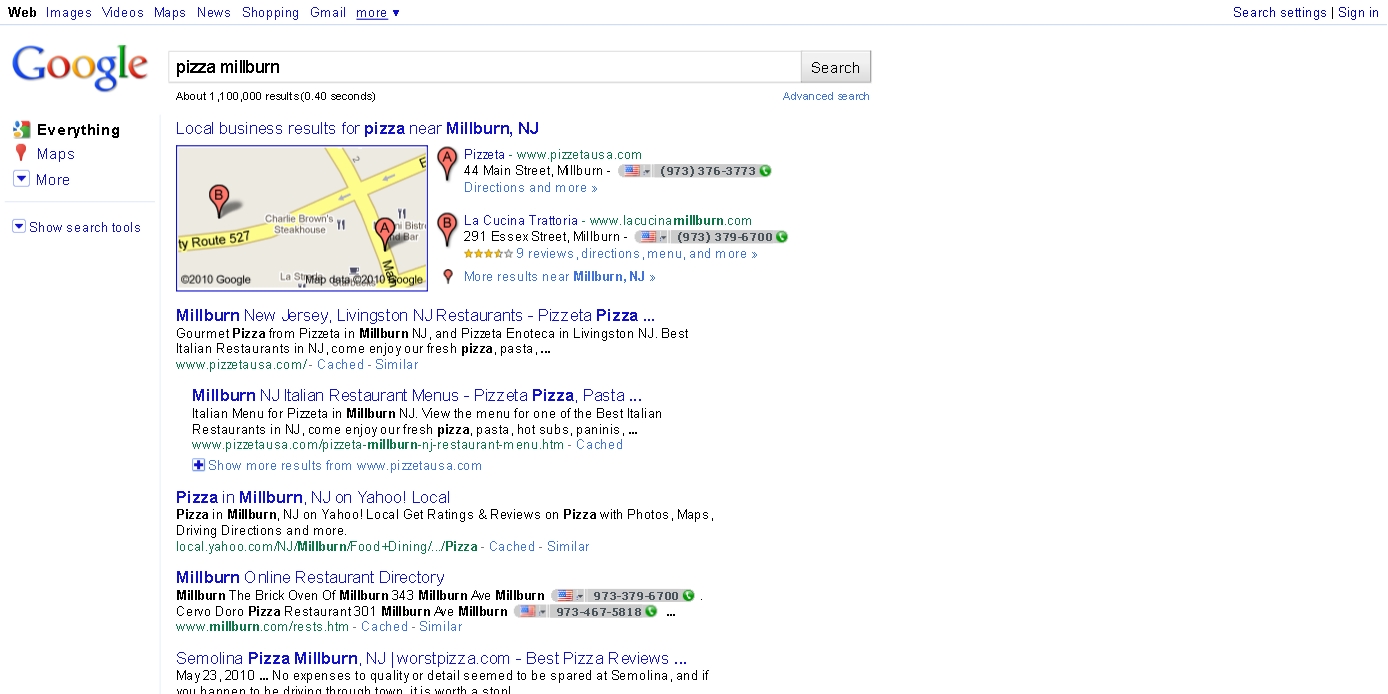 Web Images Videos Maps News Shopping Gmail more ▼
Search settings | Sign in
Google
pizza millburn
Search
About 1,100,000 results (0.40 seconds)
Advanced search
Everything
Maps
More
Show search tools
Local business results for pizza near Millburn, NJ
B
A
Charlie Brown's
Steakhouse
ty Route 527
Main
©2010 Google
Map data ©2010 Google
A
Pizzeta - www.pizzetausa.com
44 Main Street, Millburn - (973) 376-3773
Directions and more »
B
La Cucina Trattoria - www.lacucinamillburn.com
291 Essex Street, Millburn - (973) 379-6700
9 reviews, directions, menu, and more »
More results near Millburn, NJ »
Millburn New Jersey, Livingston NJ Restaurants - Pizzeta Pizza ...
Gourmet Pizza from Pizzeta in Millburn NJ, and Pizzeta Enoteca in Livingston NJ. Best
Italian Restaurants in NJ, come enjoy our fresh pizza, pasta, ...
www.pizzetausa.com/ - Cached - Similar
Millburn NJ Italian Restaurant Menus - Pizzeta Pizza, Pasta ...
Italian Menu for Pizzeta in Millburn NJ. View the menu for one of the Best Italian
Restaurants in NJ, come enjoy our fresh pizza, pasta, hot subs, paninis, ...
www.pizzetausa.com/pizzeta-millburn-nj-restaurant-menu.htm - Cached
Show more results from www.pizzetausa.com
Pizza in Millburn, NJ on Yahoo! Local
Pizza in Millburn, NJ on Yahoo! Local Get Ratings & Reviews on Pizza with Photos, Maps,
Driving Directions and more.
local.yahoo.com/NJ/Millburn/Food+Dining/.../Pizza - Cached - Similar
Millburn Online Restaurant Directory
Millburn The Brick Oven Of Millburn 343 Millburn Ave Millburn 973-379-6700 .
Cervo Doro Pizza Restaurant 301 Millburn Ave Millburn 973-467-5818 ...
www.millburn.com/rests.htm - Cached - Similar
Semolina Pizza Millburn, NJ | worstpizza.com - Best Pizza Reviews ...
May 23, 2010 ... No expenses to quality or detail seemed to be spared at Semolina, and if
you happen to be driving through town, it is worth a stop!